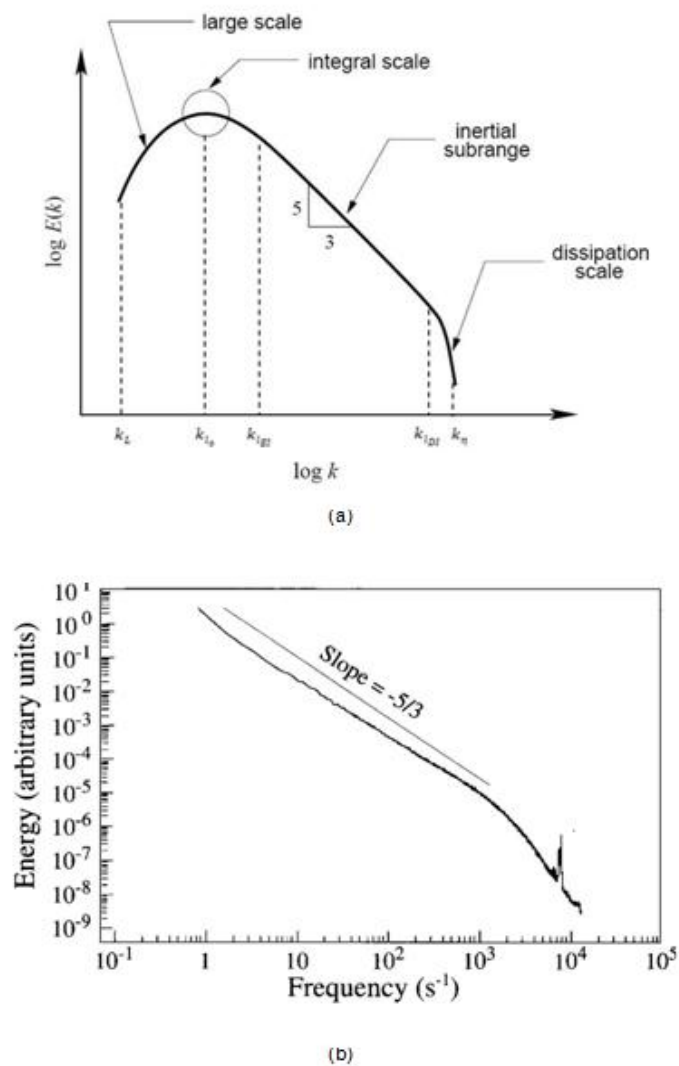 large scale
integral scale
inertial
subrange
5
3
dissipation
scale
log E(k)
k_L
k_{l_0}
k_{l_{EI}}
k_{l_{DI}}
k_η
log k
(a)
10^1
10^0
10^-1
10^-2
10^-3
10^-4
10^-5
10^-6
10^-7
10^-8
10^-9
Energy (arbitrary units)
Slope = -5/3
10^-1 1 10 10^2 10^3 10^4 10^5
Frequency (s^-1)
(b)